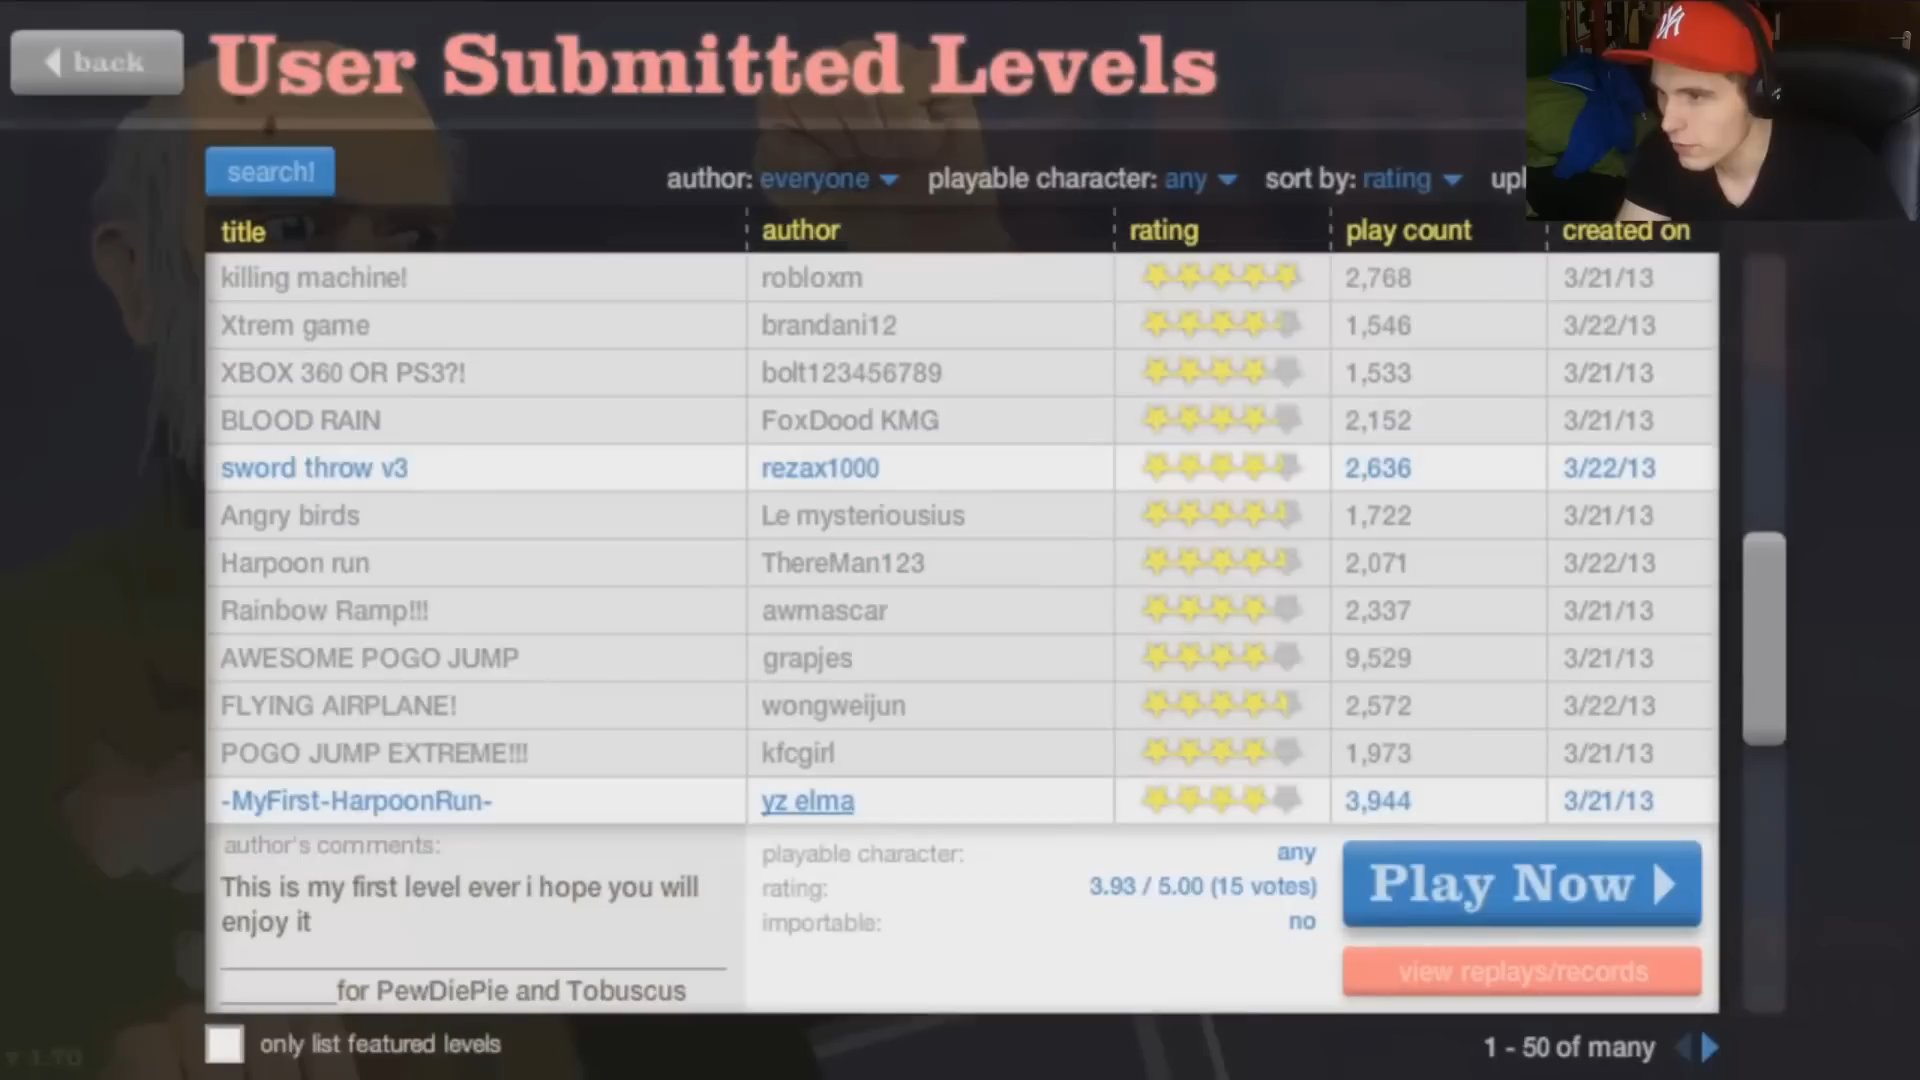 back
User Submitted Levels
search!
author: everyone
playable character: any
sort by: rating
upl
title author rating play count created on
killing machine! robloxm 2,768 3/21/13
Xtrem game brandani12 1,546 3/22/13
XBOX 360 OR PS3?! bolt123456789 1,533 3/21/13
BLOOD RAIN FoxDood KMG 2,152 3/21/13
sword throw v3 rezax1000 2,636 3/22/13
Angry birds Le mysteriousius 1,722 3/21/13
Harpoon run ThereMan123 2,071 3/22/13
Rainbow Ramp!!! awmascar 2,337 3/21/13
AWESOME POGO JUMP grapjes 9,529 3/21/13
FLYING AIRPLANE! wongweijun 2,572 3/22/13
POGO JUMP EXTREME!!! kfcgirl 1,973 3/21/13
-MyFirst-HarpoonRun- yz elma 3,944 3/21/13
author's comments:
This is my first level ever i hope you will
enjoy it
________for PewDiePie and Tobuscus
playable character: any
rating: 3.93 / 5.00 (15 votes)
importable: no
Play Now
view replays/records
only list featured levels
1 - 50 of many
v 1.70